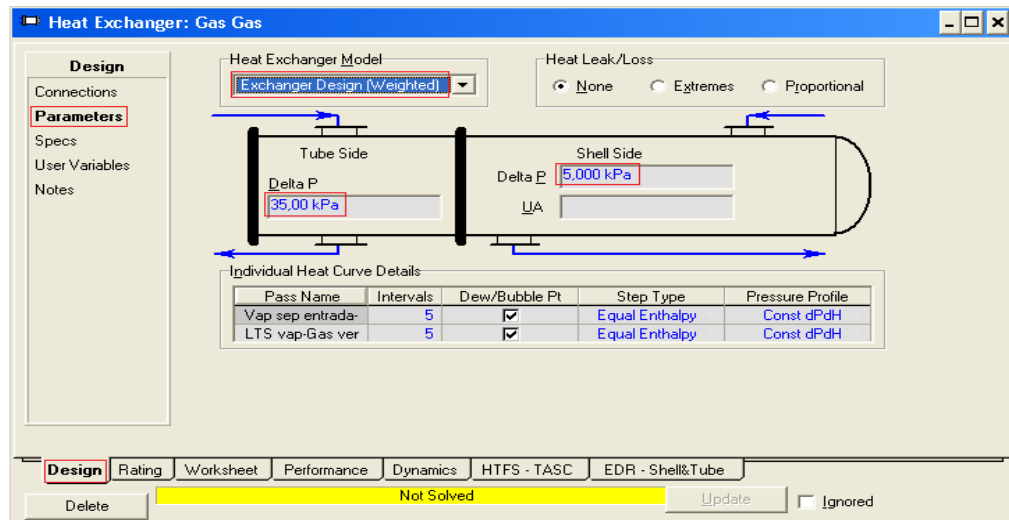 Heat Exchanger: Gas Gas
Design
Connections
Parameters
Specs
User Variables
Notes
Heat Exchanger Model
Exchanger Design (Weighted)
Heat Leak/Loss
None Extremes Proportional
Tube Side
Delta P
35,00 kPa
Shell Side
Delta P 5,000 kPa
UA
Individual Heat Curve Details
Pass Name Intervals Dew/Bubble Pt Step Type Pressure Profile
Vap sep entrada- 5 Equal Enthalpy Const dPdH
LTS vap-Gas ver 5 Equal Enthalpy Const dPdH
Design Rating Worksheet Performance Dynamics HTFS - TASC EDR - Shell&Tube
Delete Not Solved Update Ignored